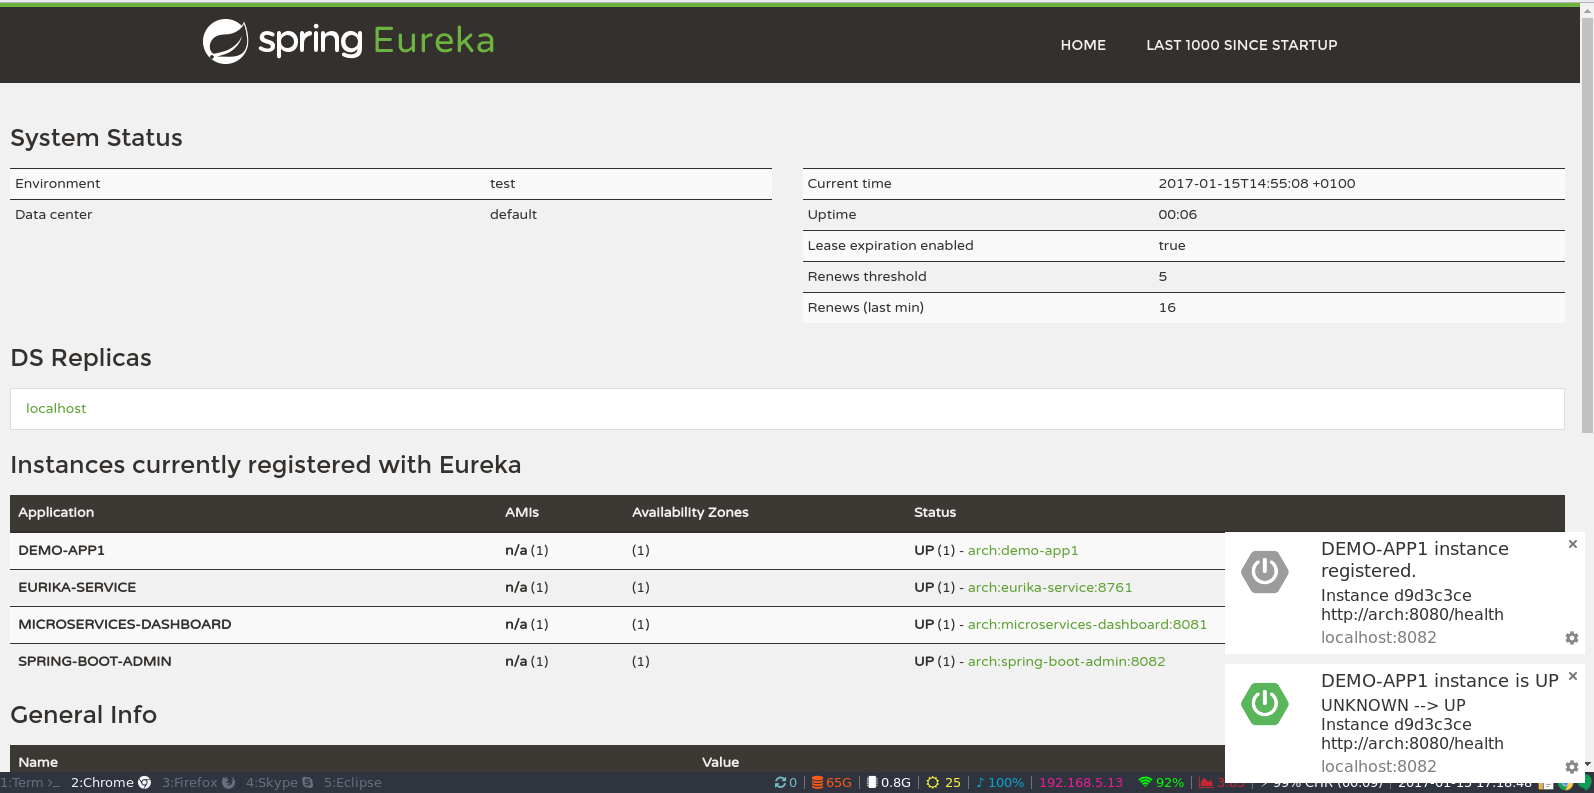 spring Eureka
HOME LAST 1000 SINCE STARTUP
System Status
Environment test
Data center default
Current time 2017-01-15T14:55:08 +0100
Uptime 00:06
Lease expiration enabled true
Renews threshold 5
Renews (last min) 16
DS Replicas
localhost
Instances currently registered with Eureka
Application AMIs Availability Zones Status
DEMO-APP1 n/a (1) (1) UP (1) - arch:demo-app1
EURIKA-SERVICE n/a (1) (1) UP (1) - arch:eurika-service:8761
MICROSERVICES-DASHBOARD n/a (1) (1) UP (1) - arch:microservices-dashboard:8081
SPRING-BOOT-ADMIN n/a (1) (1) UP (1) - arch:spring-boot-admin:8082
DEMO-APP1 instance
registered.
Instance d9d3c3ce
http://arch:8080/health
localhost:8082
DEMO-APP1 instance is UP
UNKNOWN --> UP
Instance d9d3c3ce
http://arch:8080/health
localhost:8082
General Info
Name Value
1:Term 2:Chrome 3:Firefox 4:Skype 5:Eclipse
0 | 65G | 0.8G | 25 | 100% | 192.168.5.13 92% |